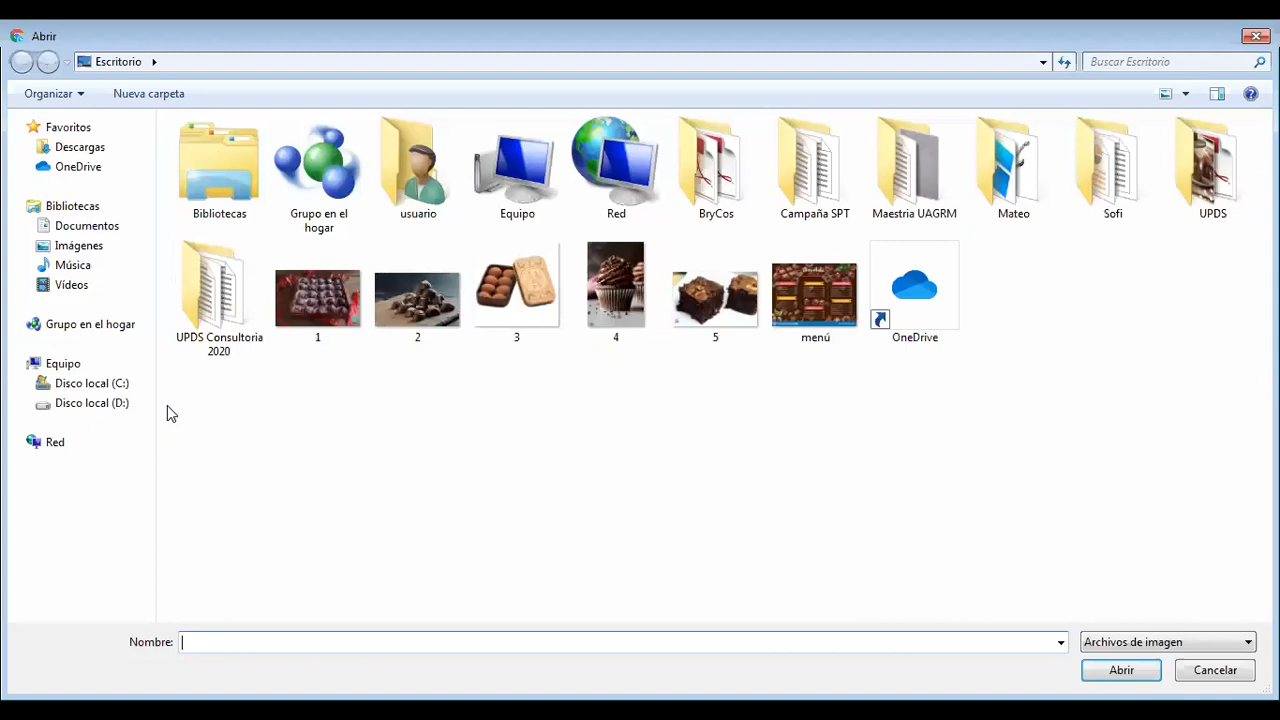 Abrir
Escritorio
Buscar Escritorio
Organizar
Nueva carpeta
Favoritos
Descargas
OneDrive
Bibliotecas
Documentos
Imágenes
Música
Vídeos
Grupo en el hogar
Equipo
Disco local (C:)
Disco local (D:)
Red
Bibliotecas
Grupo en el
hogar
usuario
Equipo
Red
BryCos
Campaña SPT
Maestria UAGRM
Mateo
Sofi
UPDS
UPDS Consultoria
2020
1
2
3
4
5
menú
OneDrive
Nombre:
Archivos de imagen
Abrir
Cancelar